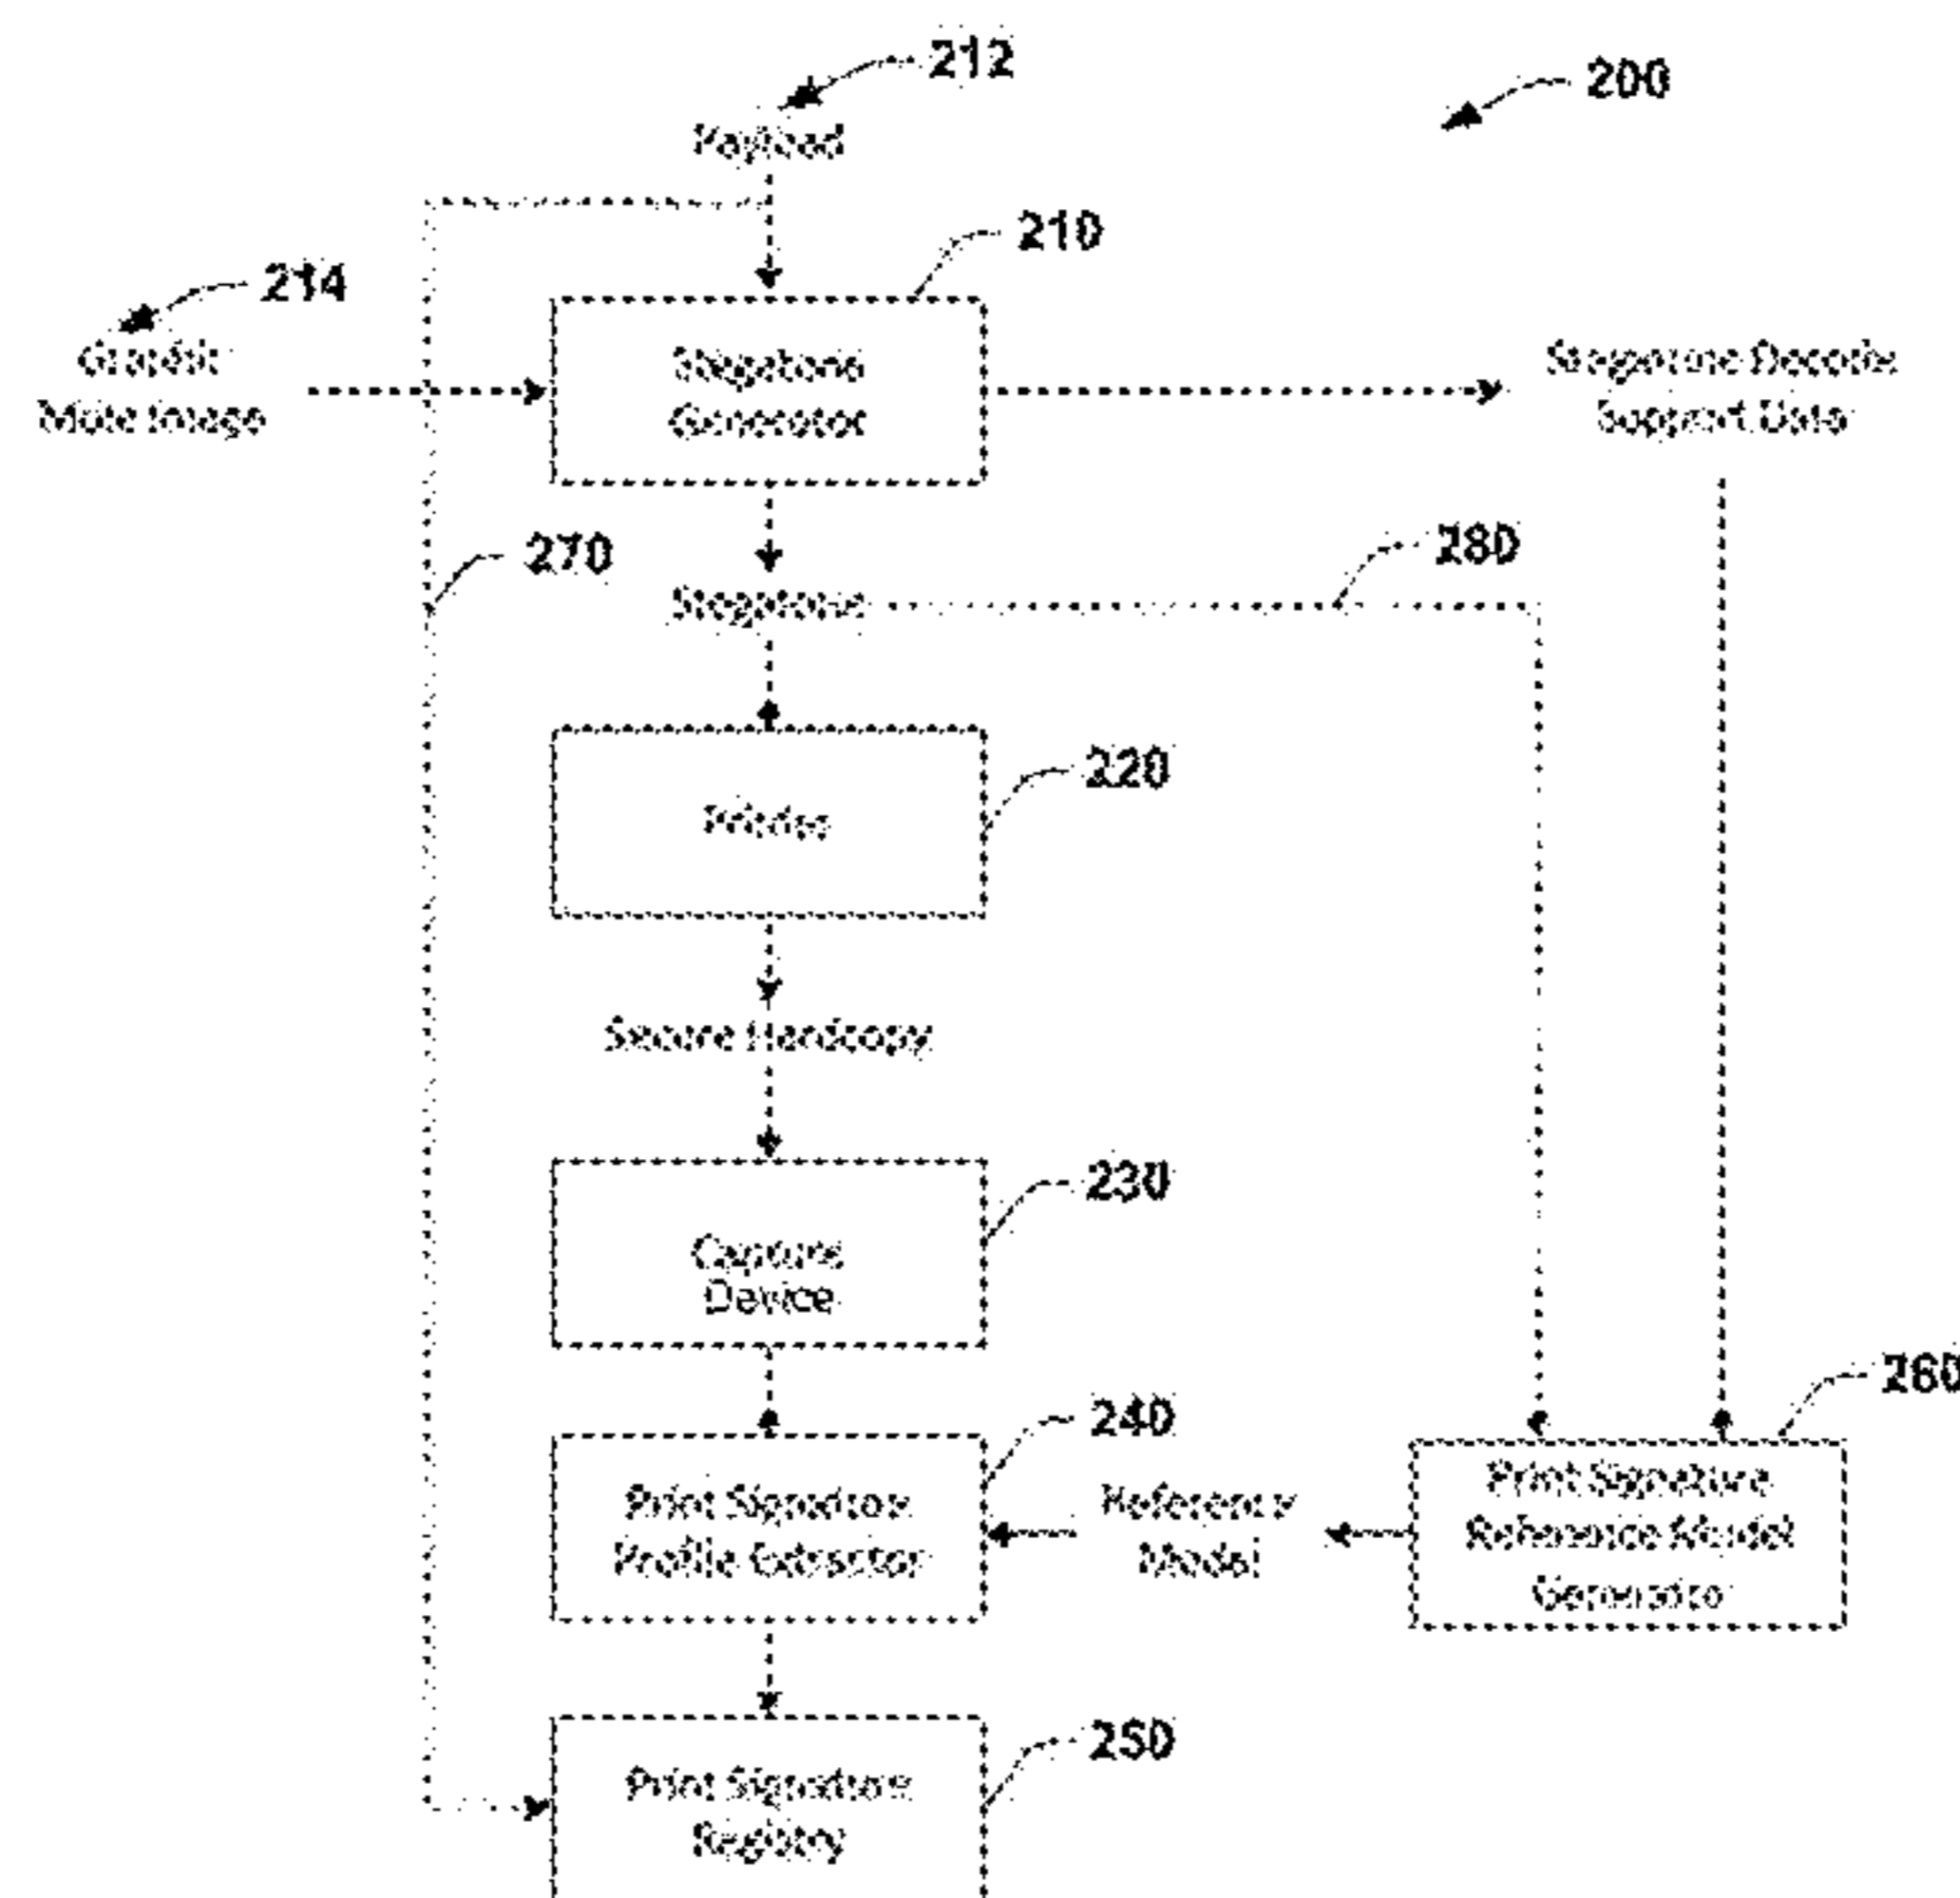 212
200
Payload
210
214
Grafik
Mole Image
Stegatone
Generator
Stegatone Decode
Support Data
270
280
Stegatone
220
Printer
Secure Hardcopy
230
Capture
Device
260
240
Print Signature
Profile Extractor
Reference
Model
Print Signature
Reference Model
Generator
250
Print Signature
Registry